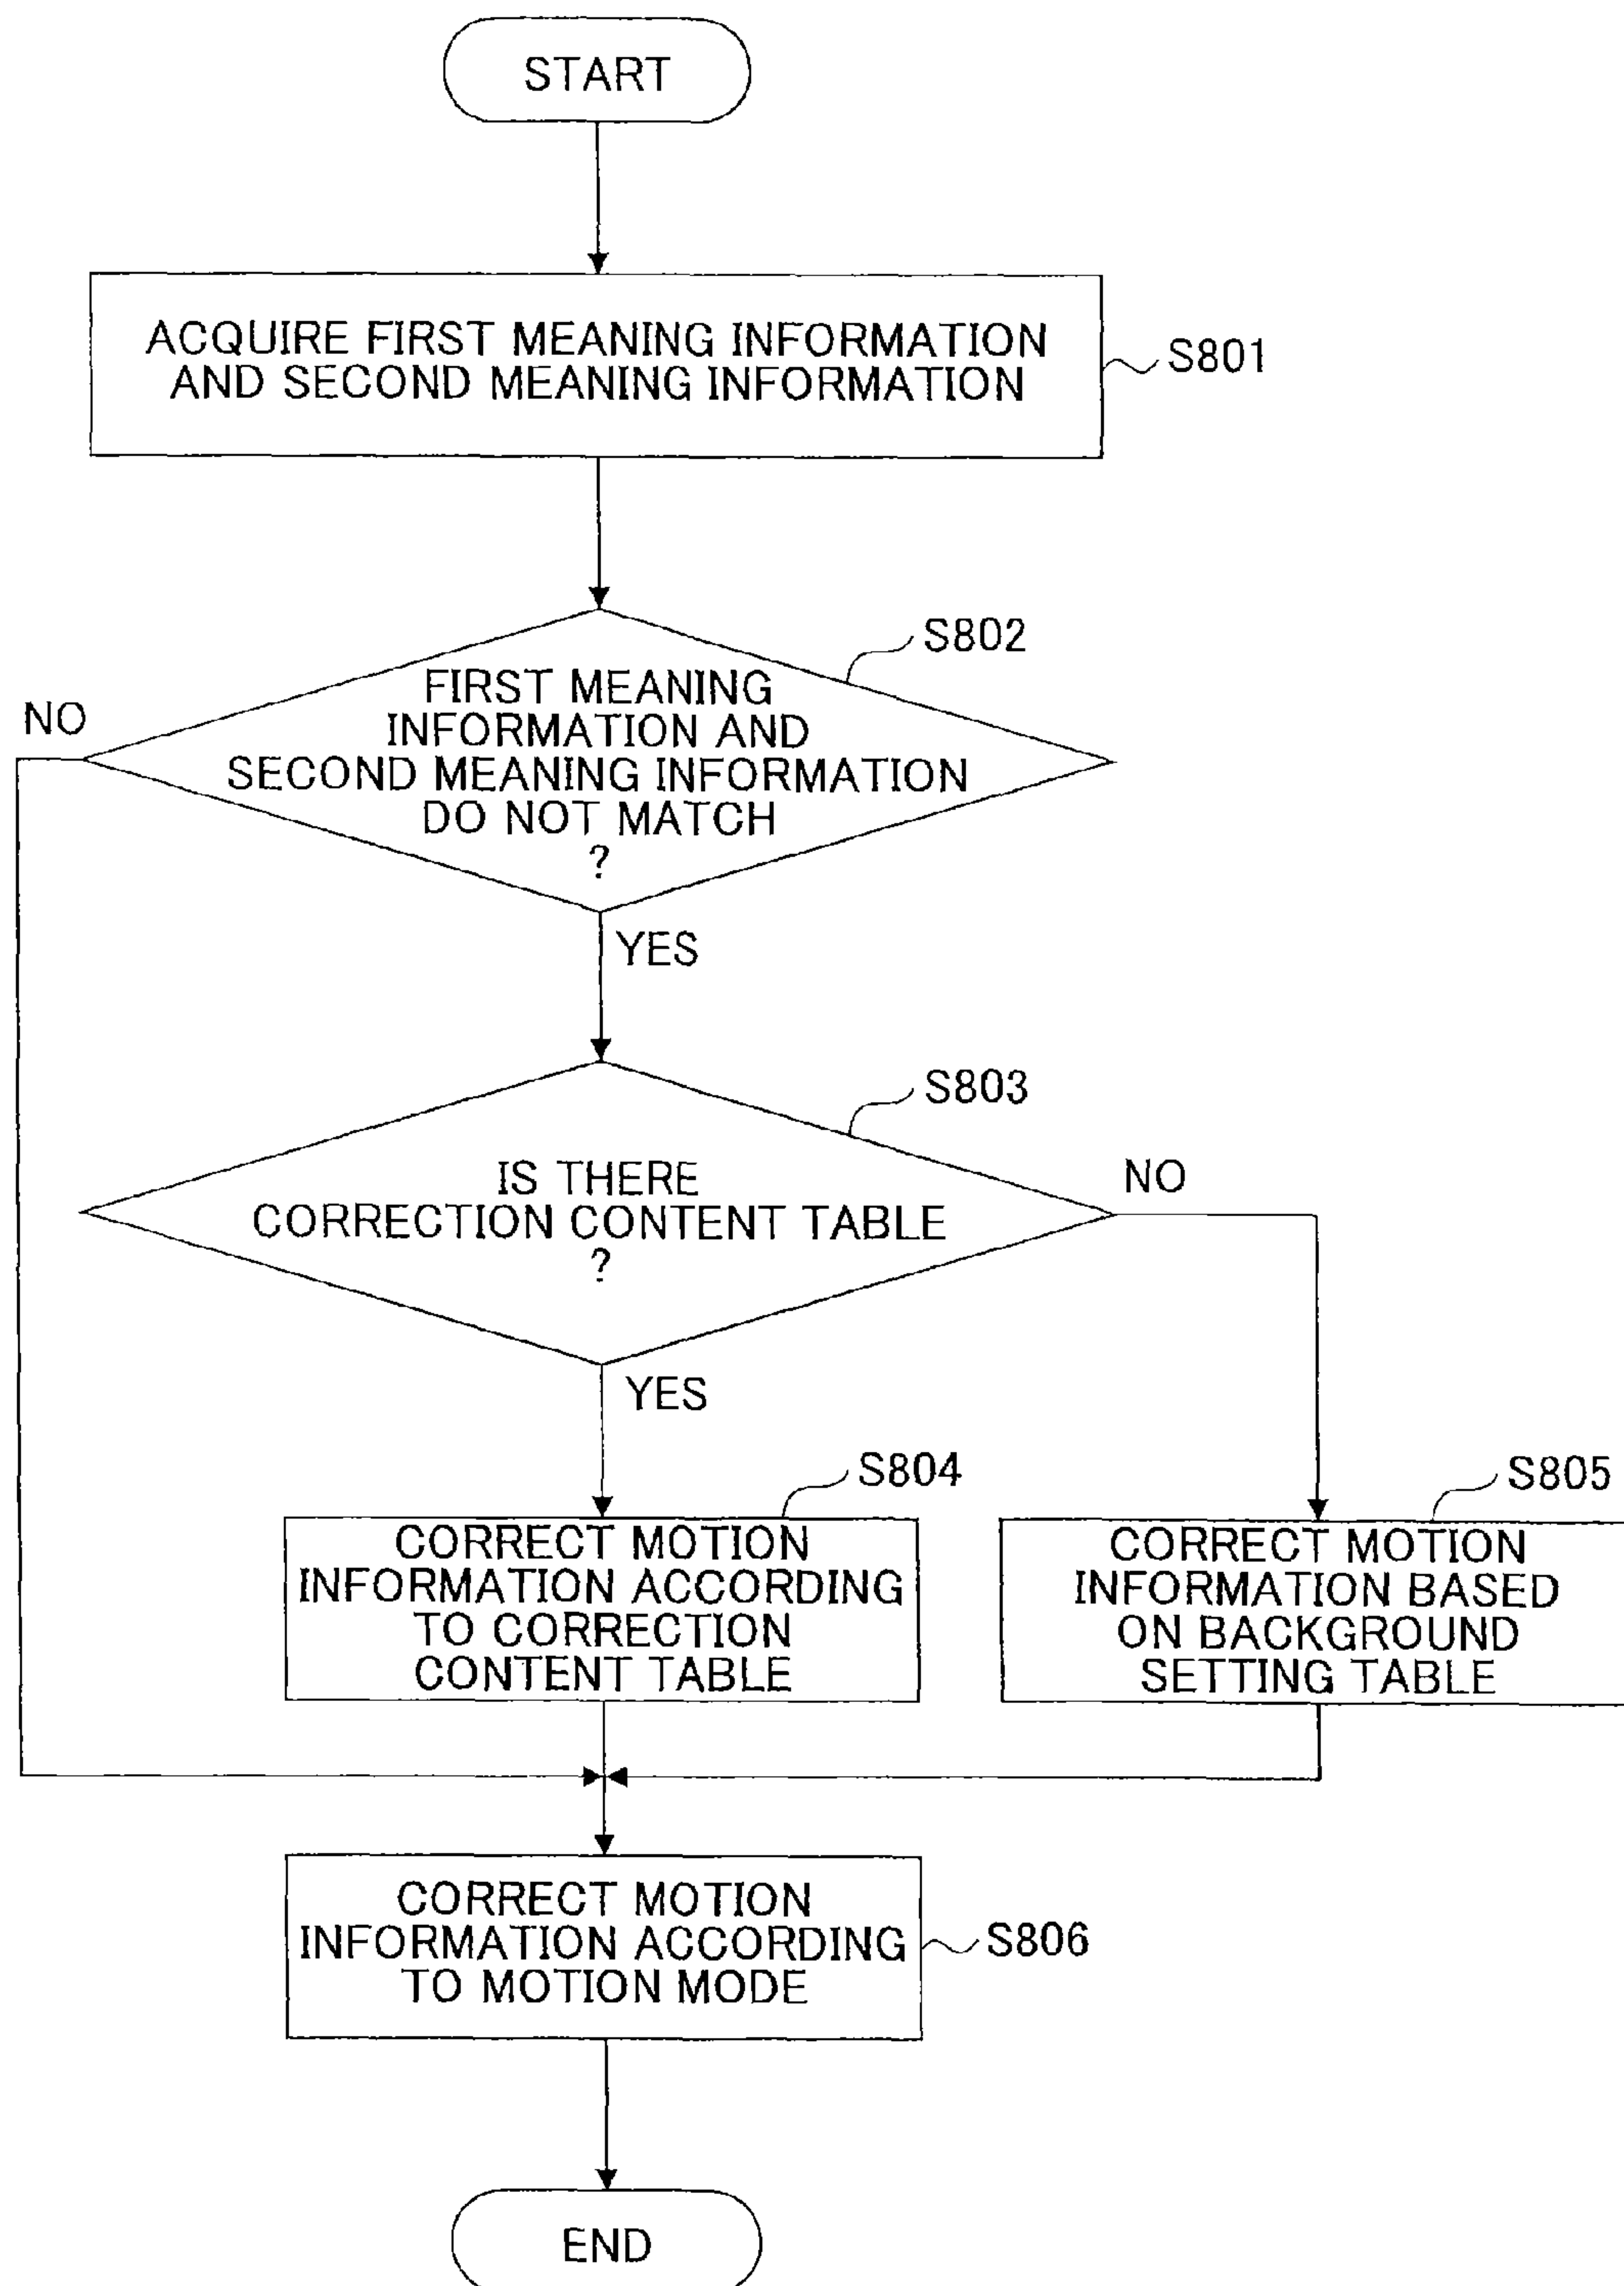 START
ACQUIRE FIRST MEANING INFORMATION
AND SECOND MEANING INFORMATION
S801
S802
FIRST MEANING
INFORMATION AND
SECOND MEANING INFORMATION
DO NOT MATCH
?
NO
YES
S803
IS THERE
CORRECTION CONTENT TABLE
?
NO
YES
S804
CORRECT MOTION
INFORMATION ACCORDING
TO CORRECTION
CONTENT TABLE
S805
CORRECT MOTION
INFORMATION BASED
ON BACKGROUND
SETTING TABLE
CORRECT MOTION
INFORMATION ACCORDING
TO MOTION MODE
S806
END